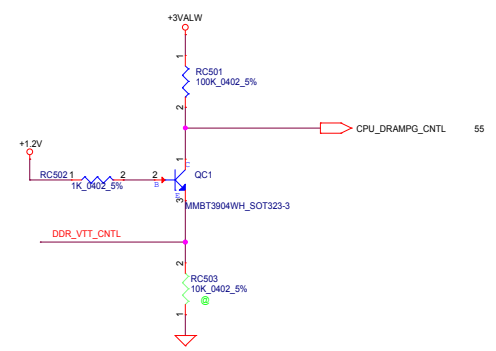 +3VALW
1
RC501
100K_0402_5%
2
CPU_DRAMPG_CNTL 55
+1.2V
1
C
RC502 1 2 2 QC1
1K_0402_5% B
E
3 MMBT3904WH_SOT323-3
DDR_VTT_CNTL
2
RC503
10K_0402_5%
@
1